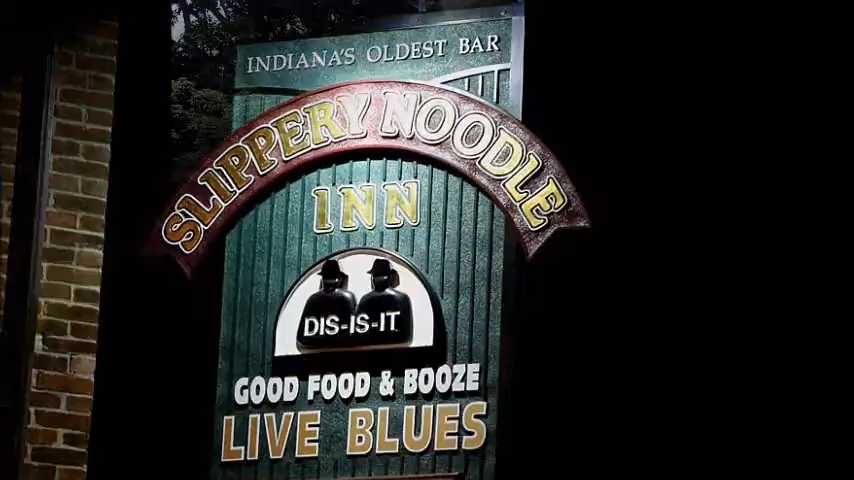 INDIANA'S OLDEST BAR
SLIPPERY NOODLE
INN
DIS-IS-IT
GOOD FOOD & BOOZE
LIVE BLUES